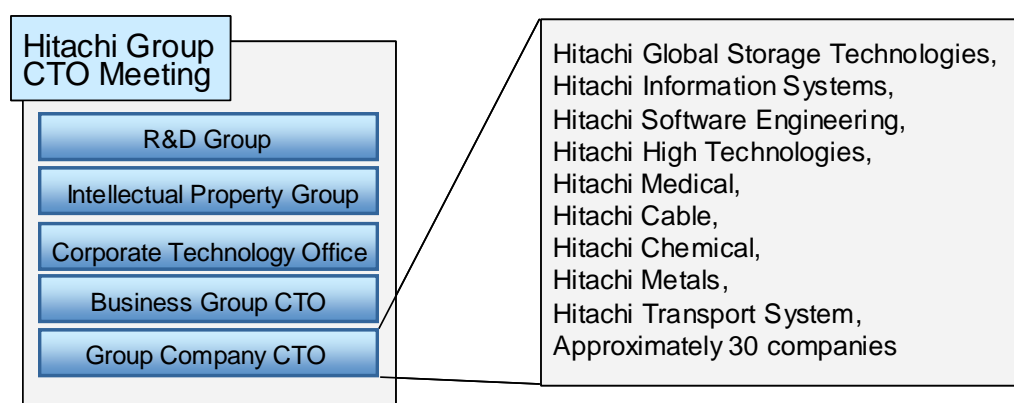 Hitachi Group
CTO Meeting
R&D Group
Intellectual Property Group
Corporate Technology Office
Business Group CTO
Group Company CTO
Hitachi Global Storage Technologies,
Hitachi Information Systems,
Hitachi Software Engineering,
Hitachi High Technologies,
Hitachi Medical,
Hitachi Cable,
Hitachi Chemical,
Hitachi Metals,
Hitachi Transport System,
Approximately 30 companies